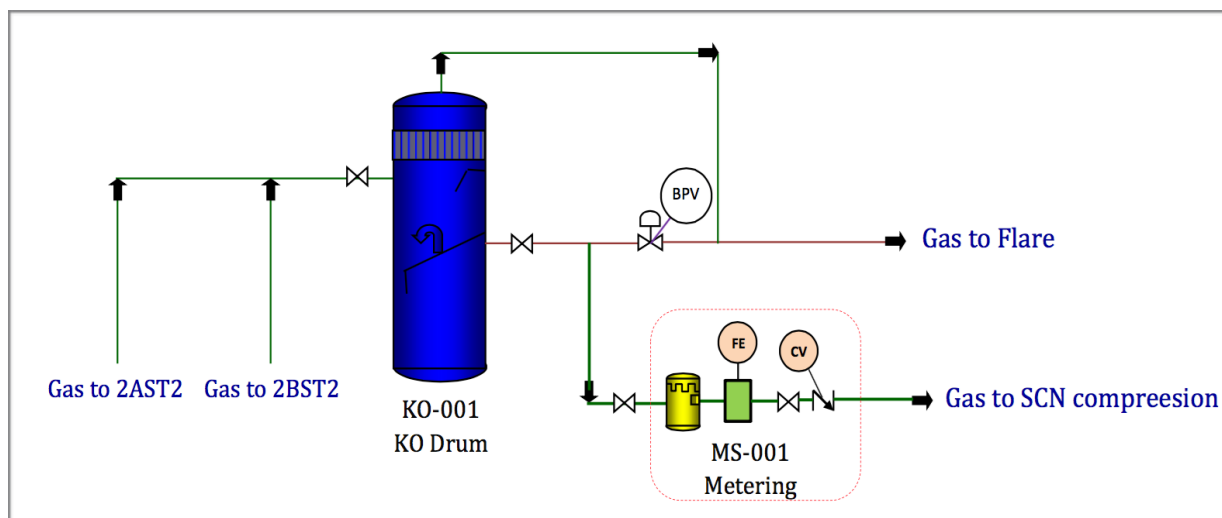 BPV
Gas to Flare
FE
CV
Gas to 2AST2
Gas to 2BST2
KO-001
KO Drum
Gas to SCN compreesion
MS-001
Metering